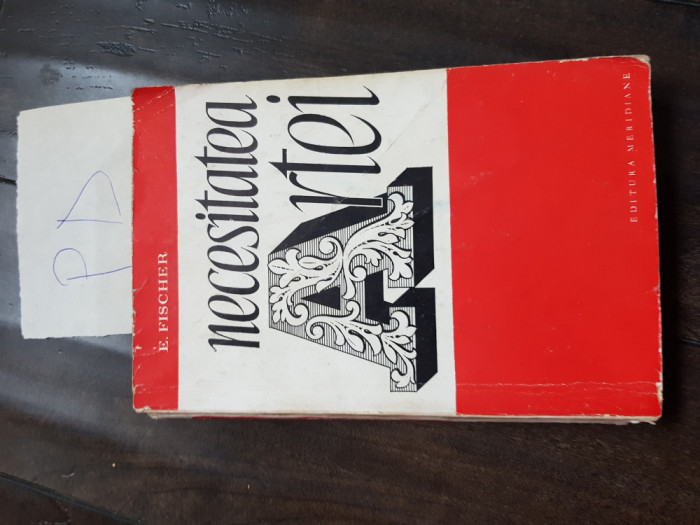 PD
E. FISCHER
necesitatea
Artei
EDITURA MERIDIANE